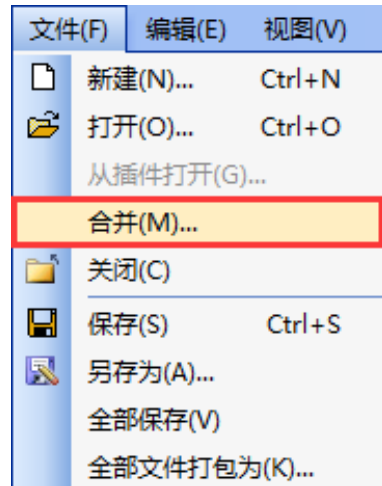 文件(F) 编辑(E) 视图(V)
新建(N)... Ctrl+N
打开(O)... Ctrl+O
从插件打开(G)...
合并(M)...
关闭(C)
保存(S) Ctrl+S
另存为(A)...
全部保存(V)
全部文件打包为(K)...